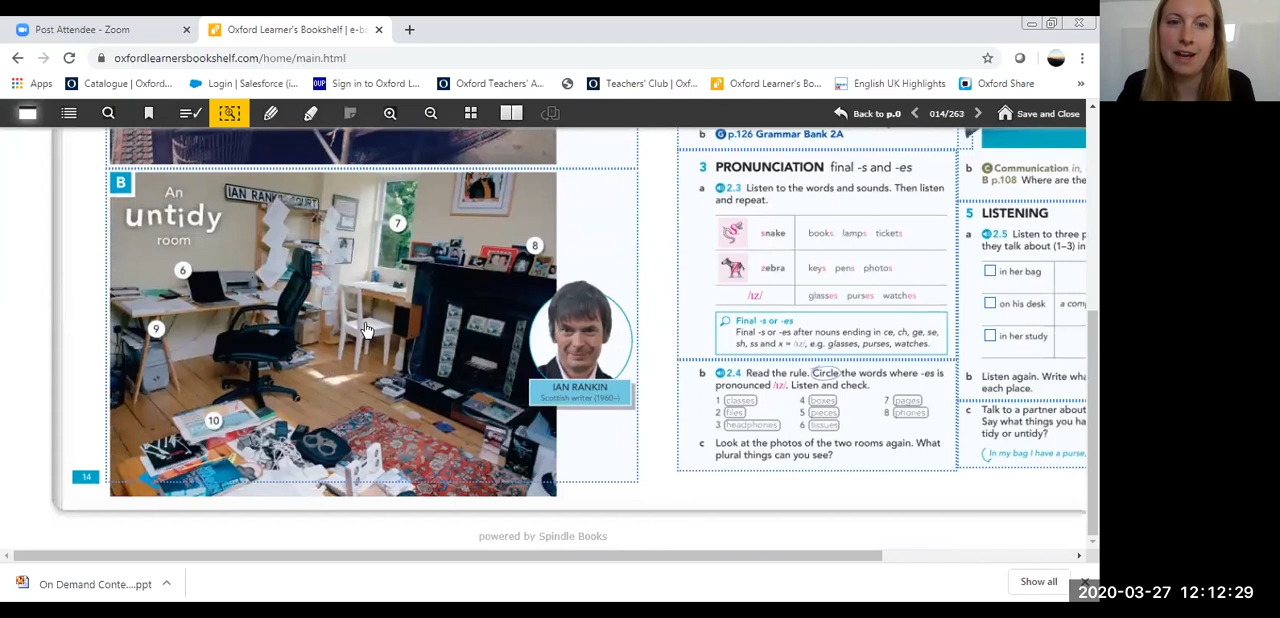 Post Attendee - Zoom
Oxford Learner's Bookshelf | e-bo
oxfordlearnersbookshelf.com/home/main.html
Apps
Catalogue | Oxford...
Login | Salesforce (i...
OUP
Sign in to Oxford L...
Oxford Teachers' A...
Teachers' Club | Oxf...
Oxford Learner's Bo...
English UK Highlights
Oxford Share
Back to p.0
014/263
Save and Close
B
An
untidy
room
IAN RANKIN COURT
6
7
8
9
10
IAN RANKIN
Scottish writer (1960–)
14
b G p.126 Grammar Bank 2A
3 PRONUNCIATION final -s and -es
a 2.3 Listen to the words and sounds. Then listen
and repeat.
snake books lamps tickets
zebra keys pens photos
/ɪz/ glasses purses watches
Final -s or -es
Final -s or -es after nouns ending in ce, ch, ge, se,
sh, ss and x = /ɪz/, e.g. glasses, purses, watches.
b 2.4 Read the rule. Circle the words where -es is
pronounced /ɪz/. Listen and check.
1 classes 4 boxes 7 pages
2 files 5 pieces 8 phones
3 headphones 6 tissues
c Look at the photos of the two rooms again. What
plural things can you see?
b C Communication in,
B p.108 Where are the
5 LISTENING
a 2.5 Listen to three p
they talk about (1–3) in
in her bag
on his desk a com
in her study
b Listen again. Write wha
each place.
c Talk to a partner about
Say what things you ha
tidy or untidy?
In my bag I have a purse,
powered by Spindle Books
On Demand Conte....ppt
Show all
2020-03-27 12:12:29